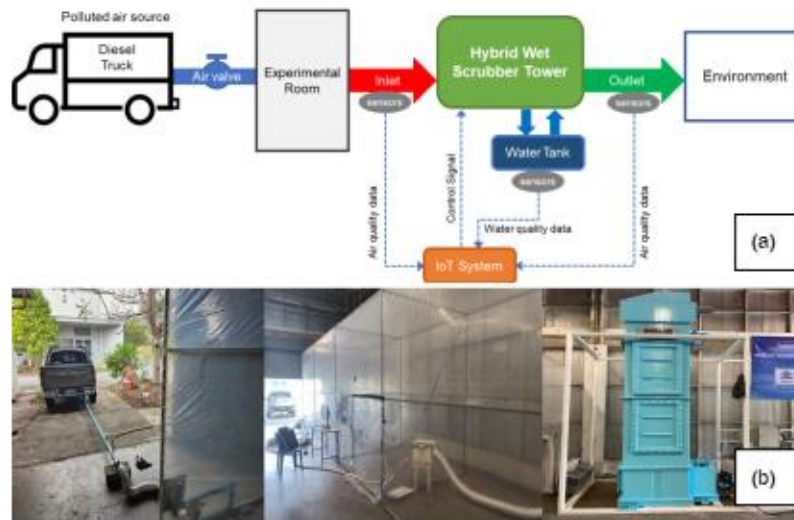 Polluted air source
Diesel
Truck
Air valve
Experimental
Room
Inlet
sensors
Hybrid Wet
Scrubber Tower
Outlet
sensors
Environment
Water Tank
sensors
Air quality data
Control Signal
Water quality data
Air quality data
IoT System
(a)
(b)